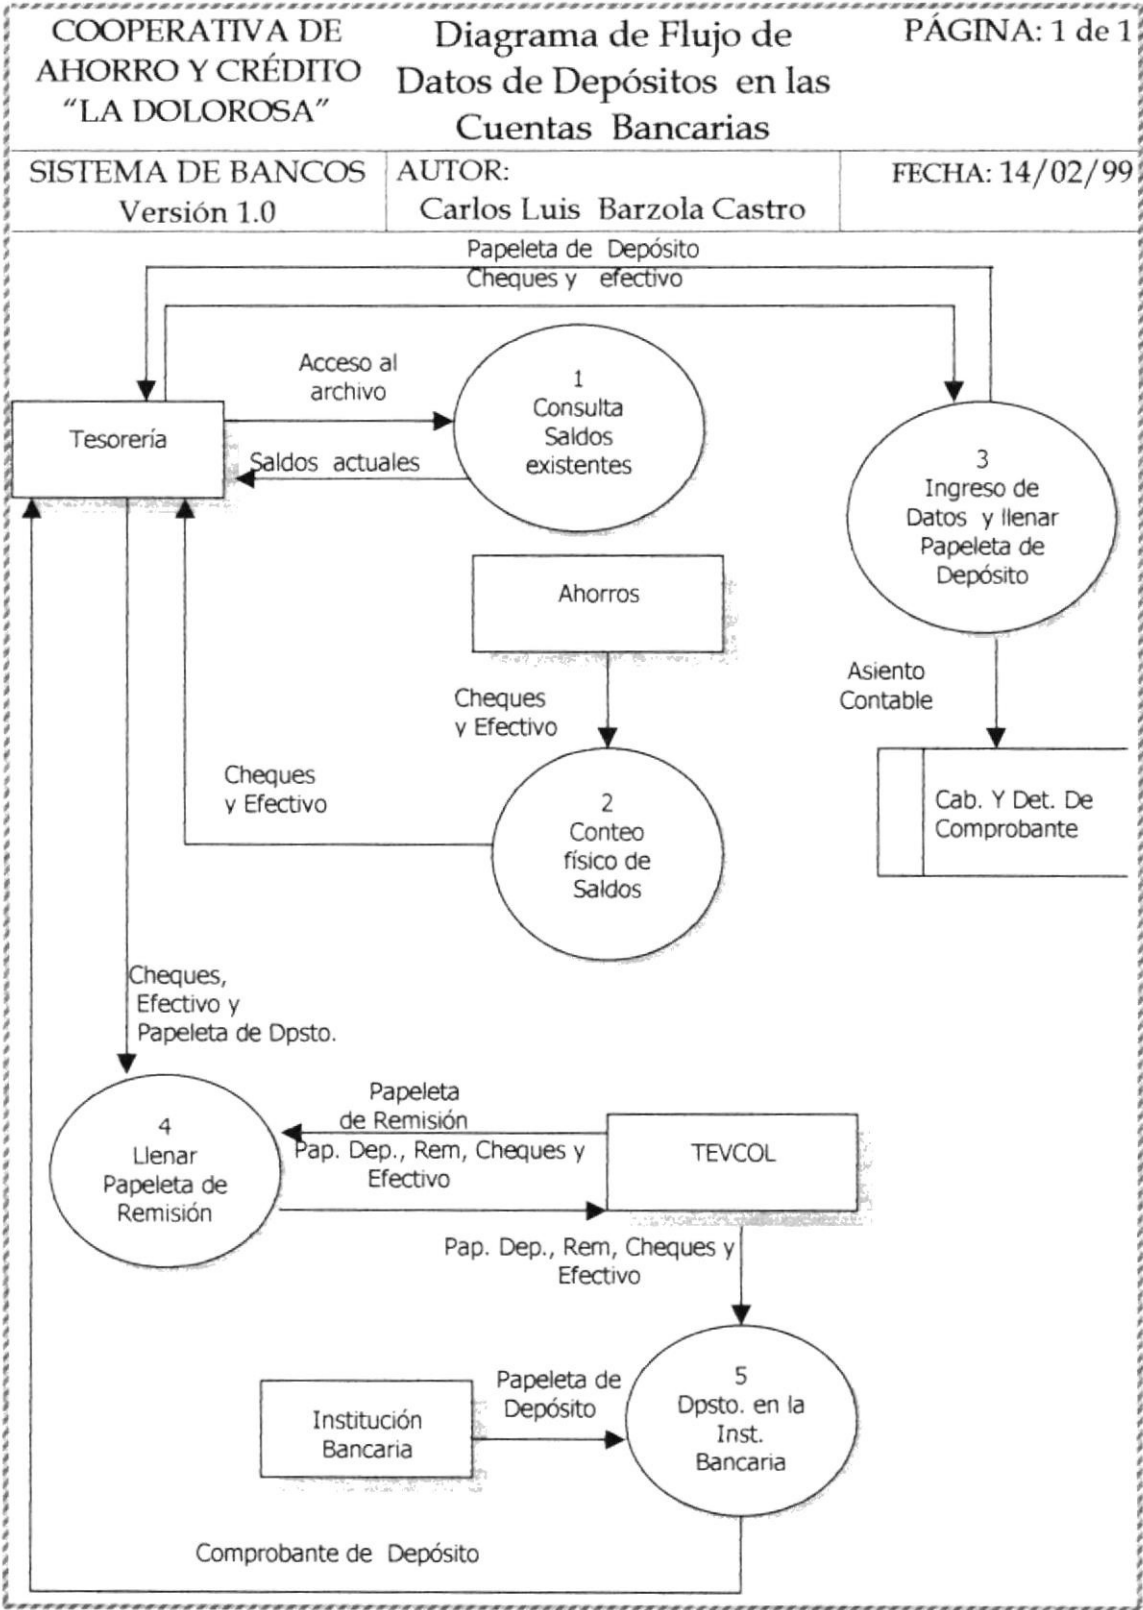 COOPERATIVA DE
AHORRO Y CRÉDITO
“LA DOLOROSA”
Diagrama de Flujo de
Datos de Depósitos en las
Cuentas Bancarias
PÁGINA: 1 de 1
SISTEMA DE BANCOS
Versión 1.0
AUTOR:
Carlos Luis Barzola Castro
FECHA: 14/02/99
Papeleta de Depósito
Cheques y efectivo
Acceso al
archivo
1
Consulta
Saldos
existentes
Tesorería
Saldos actuales
3
Ingreso de
Datos y llenar
Papeleta de
Depósito
Ahorros
Cheques
y Efectivo
Asiento
Contable
Cheques
y Efectivo
2
Conteo
físico de
Saldos
Cab. Y Det. De
Comprobante
Cheques,
Efectivo y
Papeleta de Dpsto.
4
Llenar
Papeleta de
Remisión
Papeleta
de Remisión
Pap. Dep., Rem, Cheques y
Efectivo
TEVCOL
Pap. Dep., Rem, Cheques y
Efectivo
Institución
Bancaria
Papeleta de
Depósito
5
Dpsto. en la
Inst.
Bancaria
Comprobante de Depósito